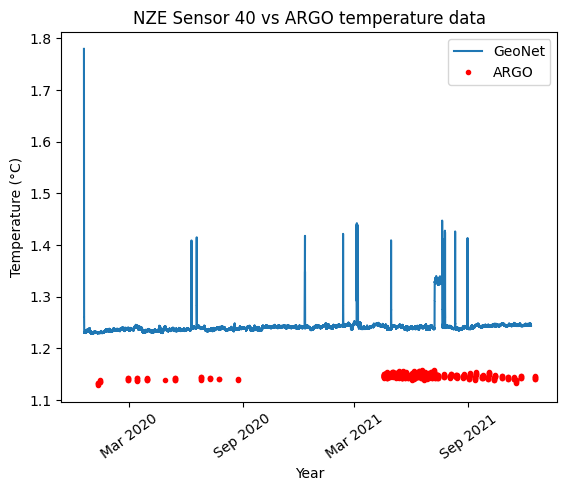 NZE Sensor 40 vs ARGO temperature data
GeoNet
ARGO
Temperature (°C)
1.8
1.7
1.6
1.5
1.4
1.3
1.2
1.1
Mar 2020
Sep 2020
Mar 2021
Sep 2021
Year